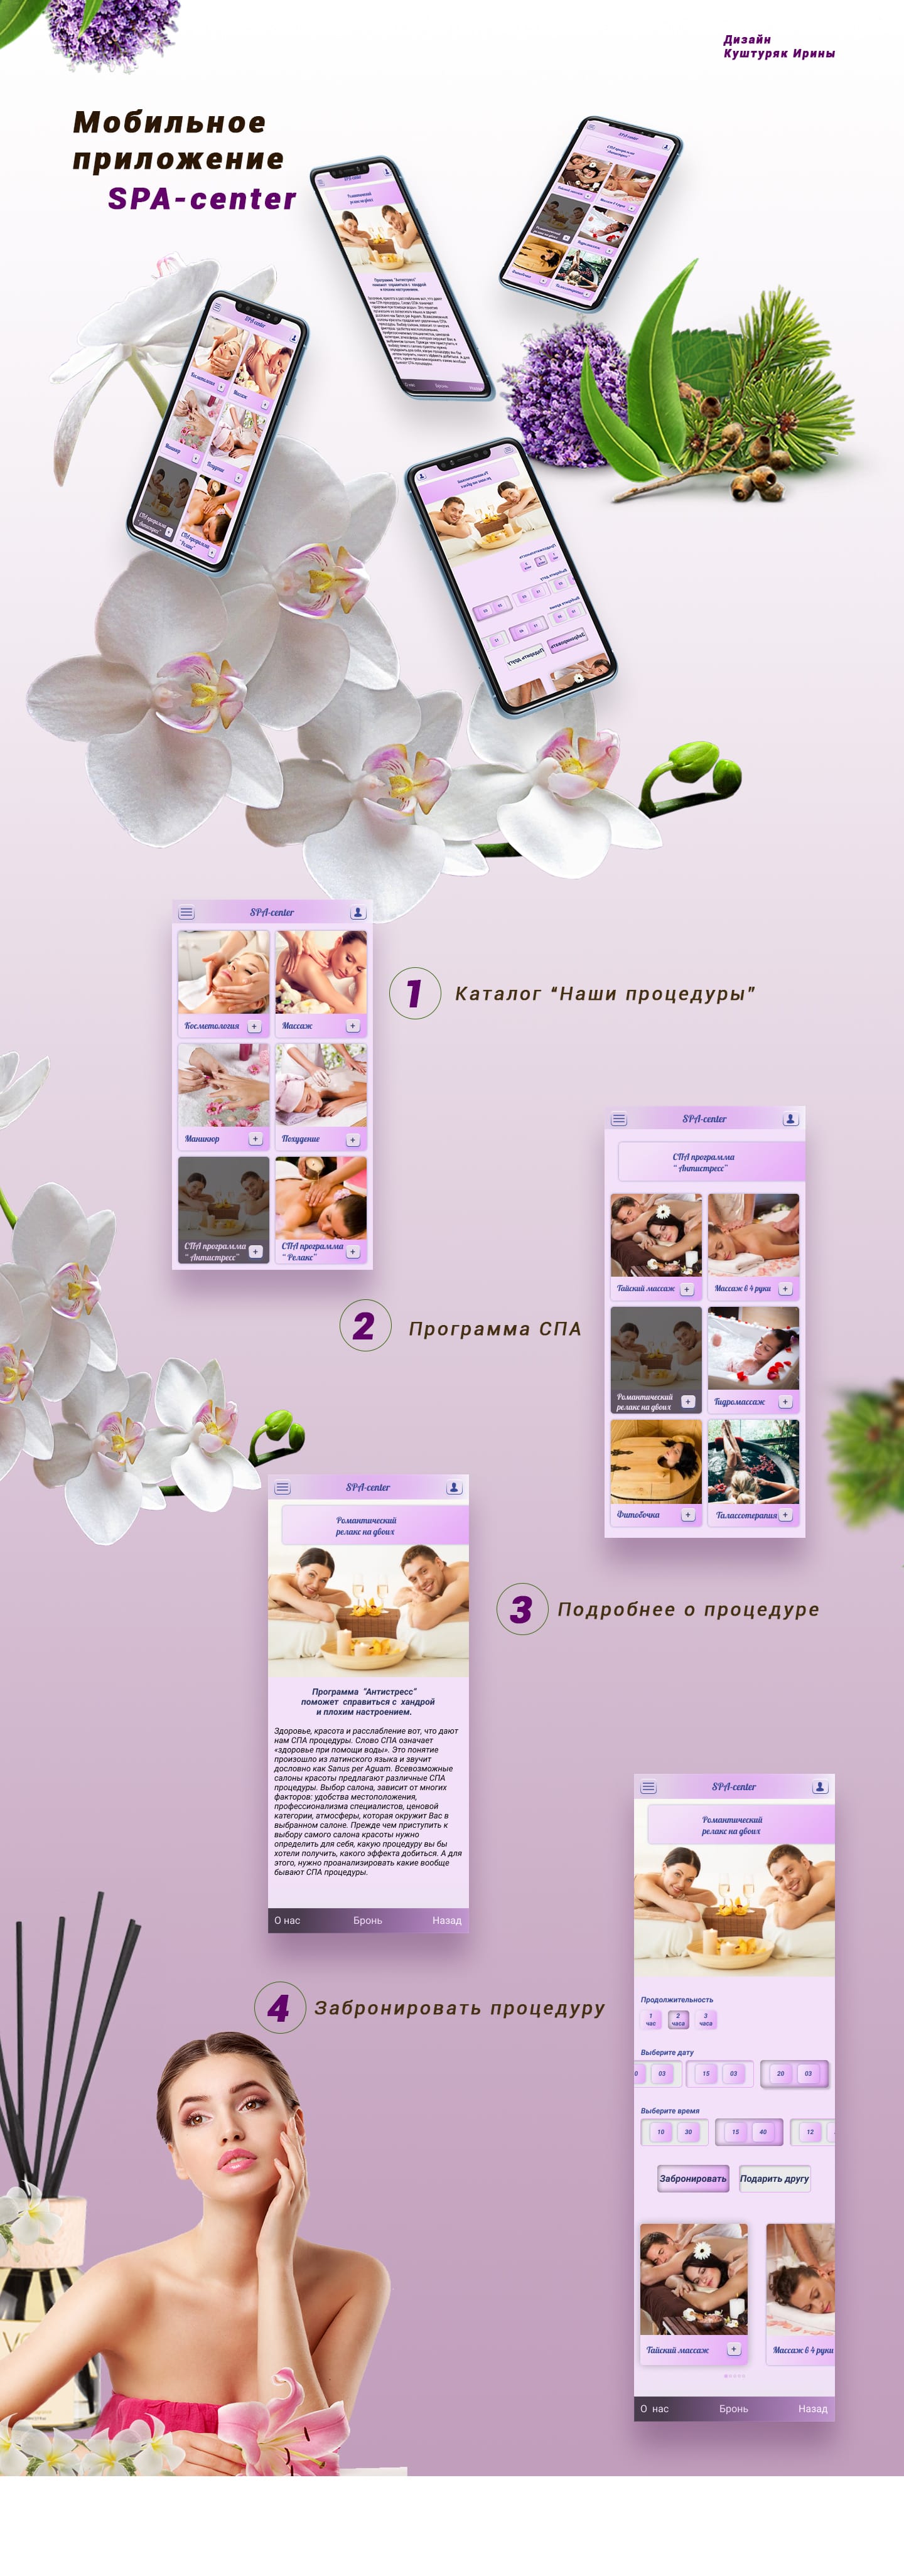 Дизайн
Куштуряк Ирины
Мобильное
приложение
SPA-center
SPA-center
Косметология +
Массаж +
Маникюр +
Похудение +
СПА программа
“ Антистресс” +
СПА программа
“ Релакс” +
1
Каталог “Наши процедуры”
SPA-center
СПА программа
“ Антистресс”
Тайский массаж +
Массаж в 4 руки +
Романтический
релакс на двоих +
Гидромассаж +
Фитобочка +
Талассотерапия +
2
Программа СПА
SPA-center
Романтический
релакс на двоих
Программа “Антистресс”
поможет справиться с хандрой
и плохим настроением.
Здоровье, красота и расслабление вот, что дают
нам СПА процедуры. Слово СПА означает
«здоровье при помощи воды». Это понятие
произошло из латинского языка и звучит
дословно как Sanus per Aguam. Всевозможные
салоны красоты предлагают различные СПА
процедуры. Выбор салона, зависит от многих
факторов: удобства местоположения,
профессионализма специалистов, ценовой
категории, атмосферы, которая окружит Вас в
выбранном салоне. Прежде чем приступить к
выбору самого салона красоты нужно
определить для себя, какую процедуру вы бы
хотели получить, какого эффекта добиться. А для
этого, нужно проанализировать какие вообще
бывают СПА процедуры.
О нас Бронь Назад
3
Подробнее о процедуре
SPA-center
Романтический
релакс на двоих
Продолжительность
1 2 3
час часа часа
Выберите дату
0 03 15 03 20 03
Выберите время
10 30 15 40 12
Забронировать Подарить другу
Тайский массаж +
Массаж в 4 руки
О нас Бронь Назад
4
Забронировать процедуру